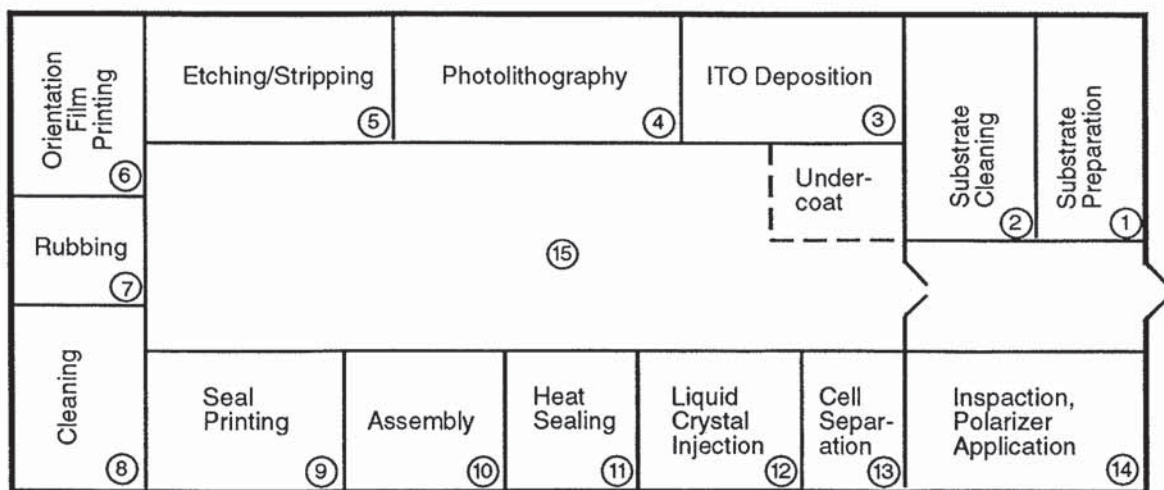 Orientation
Film
Printing
6
Etching/Stripping
5
Photolithography
4
ITO Deposition
3
Substrate
Cleaning
2
Substrate
Preparation
1
Under-
coat
Rubbing
7
15
Cleaning
8
Seal
Printing
9
Assembly
10
Heat
Sealing
11
Liquid
Crystal
Injection
12
Cell
Separ-
ation
13
Inspaction,
Polarizer
Application
14